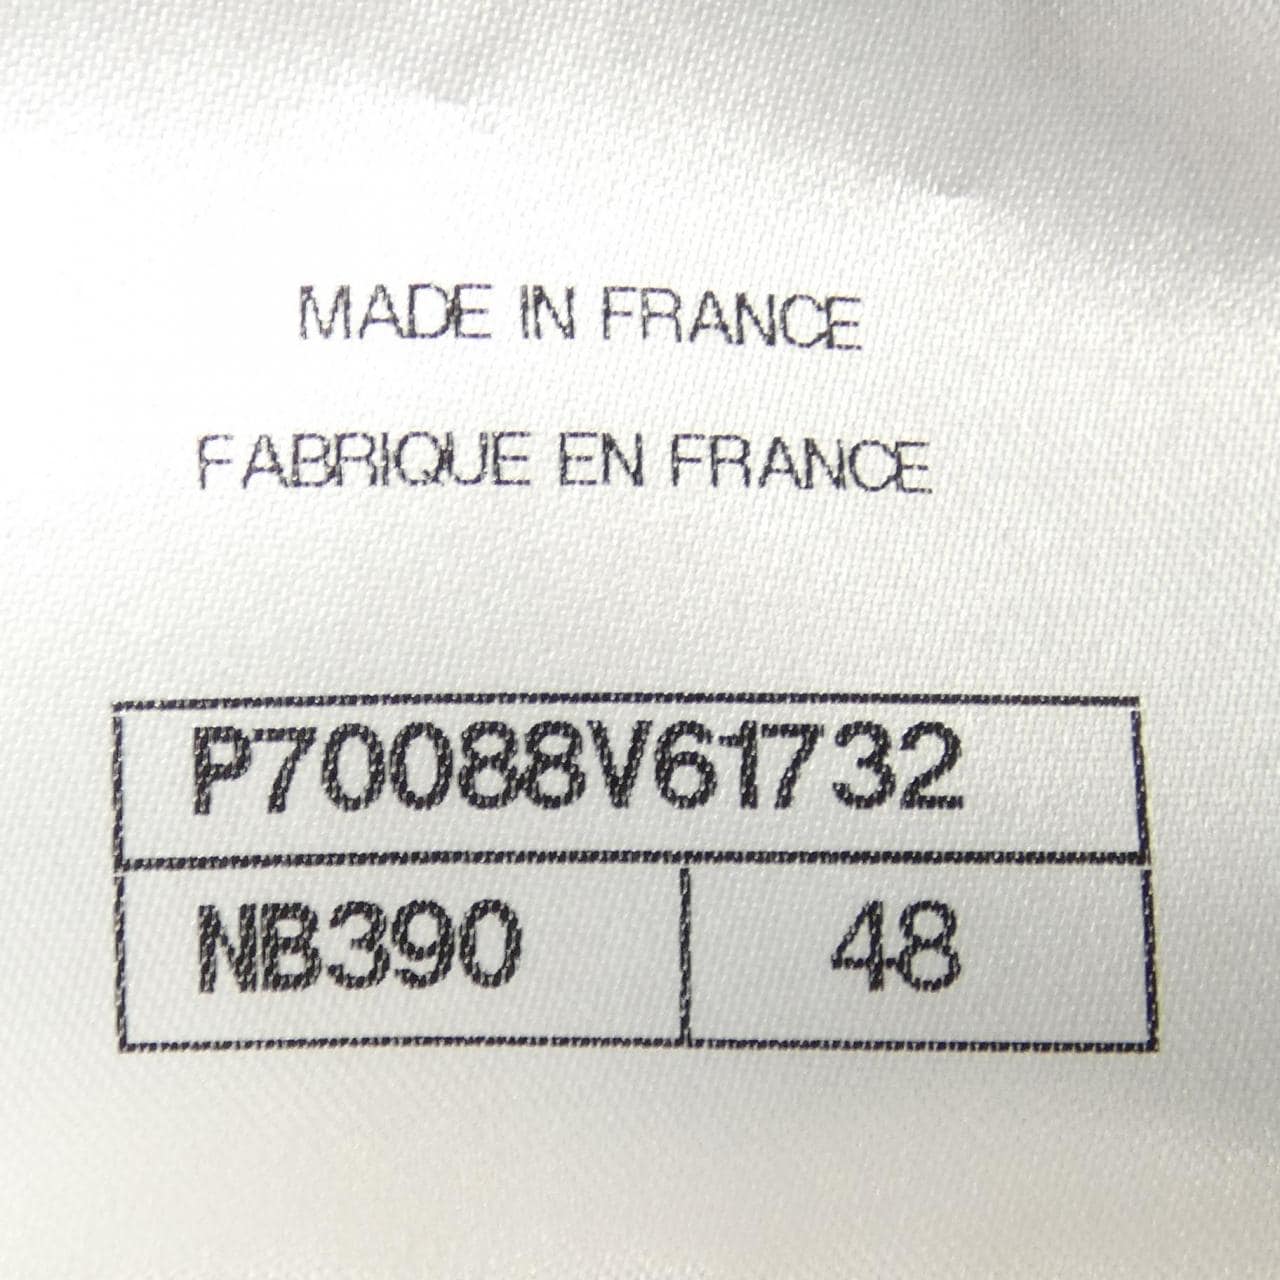 MADE IN FRANCE
FABRIQUE EN FRANCE
P70088V61732
NB390 48